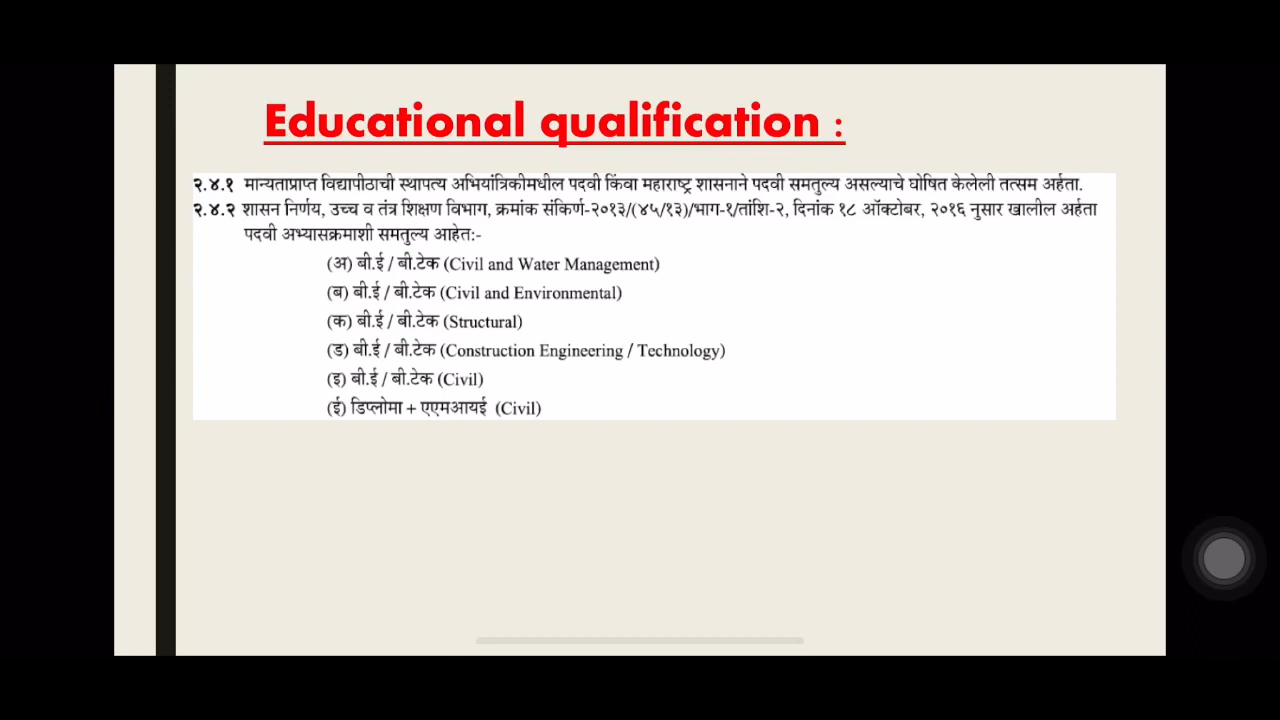 Educational qualification :
२.४.१ मान्यताप्राप्त विद्यापीठाची स्थापत्य अभियांत्रिकीमधील पदवी किंवा महाराष्ट्र शासनाने पदवी समतुल्य असल्याचे घोषित केलेली तत्सम अर्हता.
२.४.२ शासन निर्णय, उच्च व तंत्र शिक्षण विभाग, क्रमांक संकिर्ण-२०१३/(४५/१३)/भाग-१/तांशि-२, दिनांक १८ ऑक्टोबर, २०१६ नुसार खालील अर्हता
पदवी अभ्यासक्रमाशी समतुल्य आहेत:-
(अ) बी.ई / बी.टेक (Civil and Water Management)
(ब) बी.ई / बी.टेक (Civil and Environmental)
(क) बी.ई / बी.टेक (Structural)
(ड) बी.ई / बी.टेक (Construction Engineering / Technology)
(इ) बी.ई / बी.टेक (Civil)
(ई) डिप्लोमा + एएमआयई (Civil)